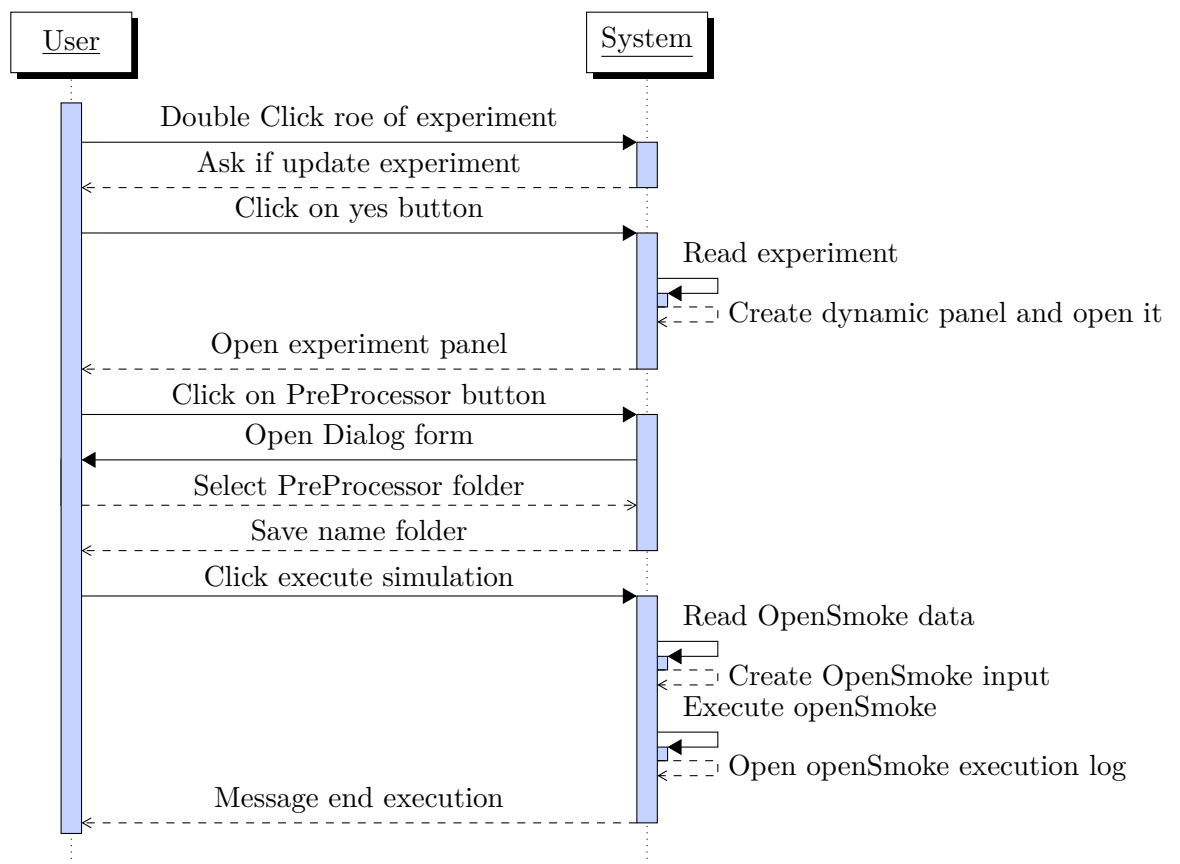 User
System
Double Click roe of experiment
Ask if update experiment
Click on yes button
Read experiment
Create dynamic panel and open it
Open experiment panel
Click on PreProcessor button
Open Dialog form
Select PreProcessor folder
Save name folder
Click execute simulation
Read OpenSmoke data
Create OpenSmoke input
Execute openSmoke
Open openSmoke execution log
Message end execution